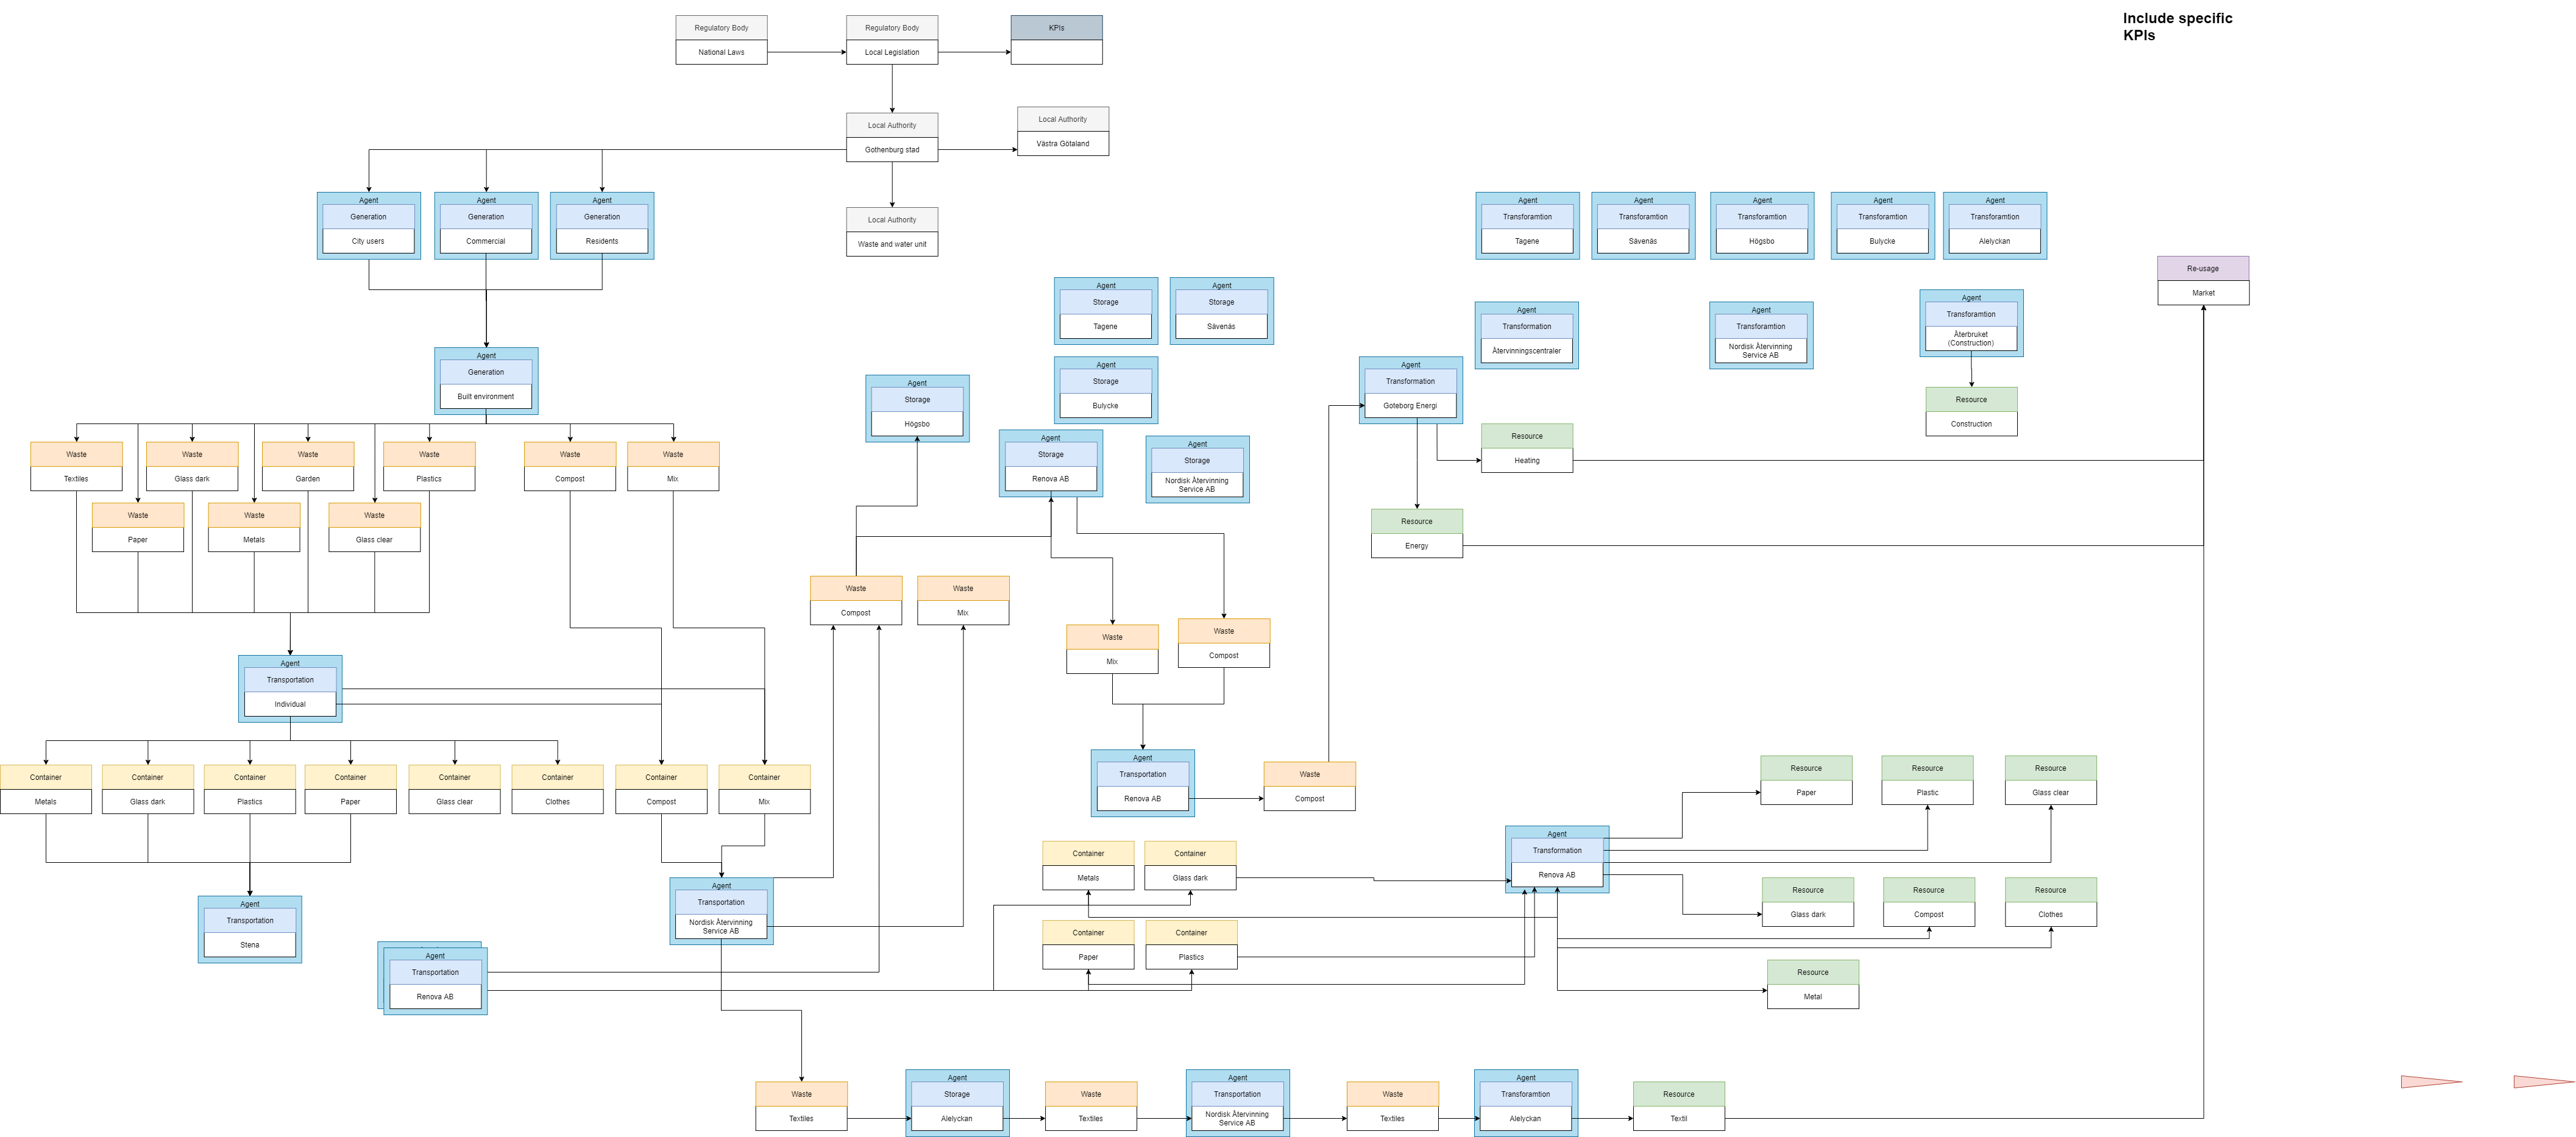 Include specific
KPIs
Regulatory Body
National Laws
Regulatory Body
Local Legislation
KPIs
Local Authority
Gothenburg stad
Local Authority
Västra Götaland
Local Authority
Waste and water unit
Agent
Generation
City users
Agent
Generation
Commercial
Agent
Generation
Residents
Agent
Transforamtion
Tagene
Agent
Transforamtion
Sävenäs
Agent
Transforamtion
Högsbo
Agent
Transforamtion
Bulycke
Agent
Transforamtion
Alelyckan
Re-usage
Market
Agent
Storage
Tagene
Agent
Storage
Sävenäs
Agent
Transformation
Återvinningscentraler
Agent
Transforamtion
Nordisk Återvinning
Service AB
Agent
Transforamtion
Återbruket
(Construction)
Agent
Generation
Built environment
Agent
Storage
Högsbo
Agent
Storage
Bulycke
Agent
Transformation
Goteborg Energi
Resource
Construction
Agent
Storage
Renova AB
Agent
Storage
Nordisk Återvinning
Service AB
Resource
Heating
Resource
Energy
Waste
Textiles
Waste
Glass dark
Waste
Garden
Waste
Plastics
Waste
Compost
Waste
Mix
Waste
Paper
Waste
Metals
Waste
Glass clear
Waste
Compost
Waste
Mix
Waste
Mix
Waste
Compost
Agent
Transportation
Individual
Agent
Transportation
Renova AB
Waste
Compost
Container
Metals
Container
Glass dark
Container
Plastics
Container
Paper
Container
Glass clear
Container
Clothes
Container
Compost
Container
Mix
Resource
Paper
Resource
Plastic
Resource
Glass clear
Container
Metals
Container
Glass dark
Agent
Transformation
Renova AB
Agent
Transportation
Stena
Agent
Transportation
Nordisk Återvinning
Service AB
Resource
Glass dark
Resource
Compost
Resource
Clothes
Container
Paper
Container
Plastics
Agent
Transportation
Renova AB
Resource
Metal
Waste
Textiles
Agent
Storage
Alelyckan
Waste
Textiles
Agent
Transportation
Nordisk Återvinning
Service AB
Waste
Textiles
Agent
Transforamtion
Alelyckan
Resource
Textil